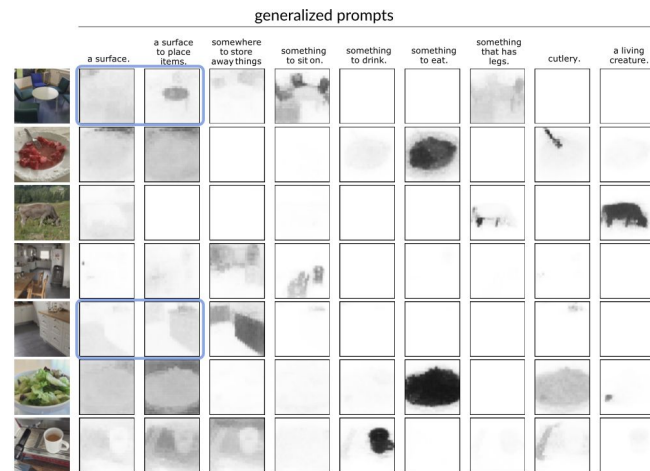 generalized prompts
a surface.
a surface
to place
items.
somewhere
to store
away things
something
to sit on.
something
to drink.
something
to eat.
something
that has
legs.
cutlery.
a living
creature.